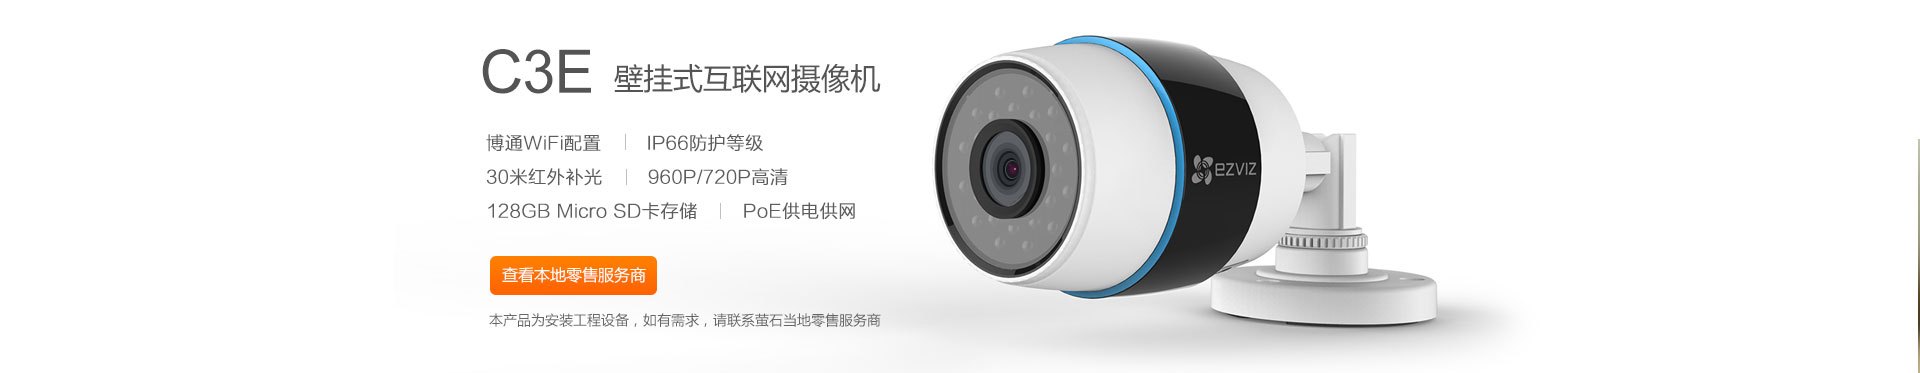 C3E 壁挂式互联网摄像机
博通WiFi配置 | IP66防护等级
30米红外补光 | 960P/720P高清
128GB Micro SD卡存储 | PoE供电供网
查看本地零售服务商
本产品为安装工程设备，如有需求，请联系萤石当地零售服务商
EZVIZ